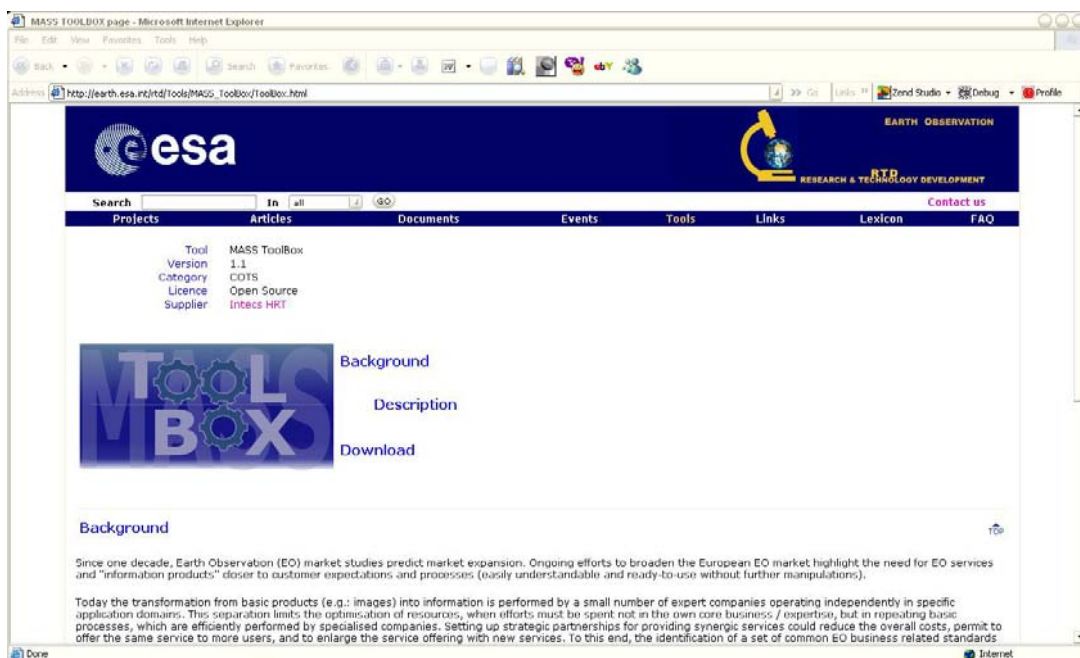 MASS TOOLBOX page - Microsoft Internet Explorer
File Edit View Favorites Tools Help
Back Search Favorites
Address http://earth.esa.int/rtd/Tools/MASS_ToolBox/ToolBox.html Go Links Zend Studio Debug Profile
esa
EARTH OBSERVATION
RTD
RESEARCH & TECHNOLOGY DEVELOPMENT
Search In all GO Contact us
Projects Articles Documents Events Tools Links Lexicon FAQ
Tool MASS ToolBox
Version 1.1
Category COTS
Licence Open Source
Supplier Intecs HRT
MASS
TOOL
BOX
Background
Description
Download
Background
TOP
Since one decade, Earth Observation (EO) market studies predict market expansion. Ongoing efforts to broaden the European EO market highlight the need for EO services
and "information products" closer to customer expectations and processes (easily understandable and ready-to-use without further manipulations).
Today the transformation from basic products (e.g.: images) into information is performed by a small number of expert companies operating independently in specific
application domains. This separation limits the optimisation of resources, when efforts must be spent not in the own core business / expertise, but in repeating basic
processes, which are efficiently performed by specialised companies. Setting up strategic partnerships for providing synergic services could reduce the overall costs, permit to
offer the same service to more users, and to enlarge the service offering with new services. To this end, the identification of a set of common EO business related standards
Done Internet